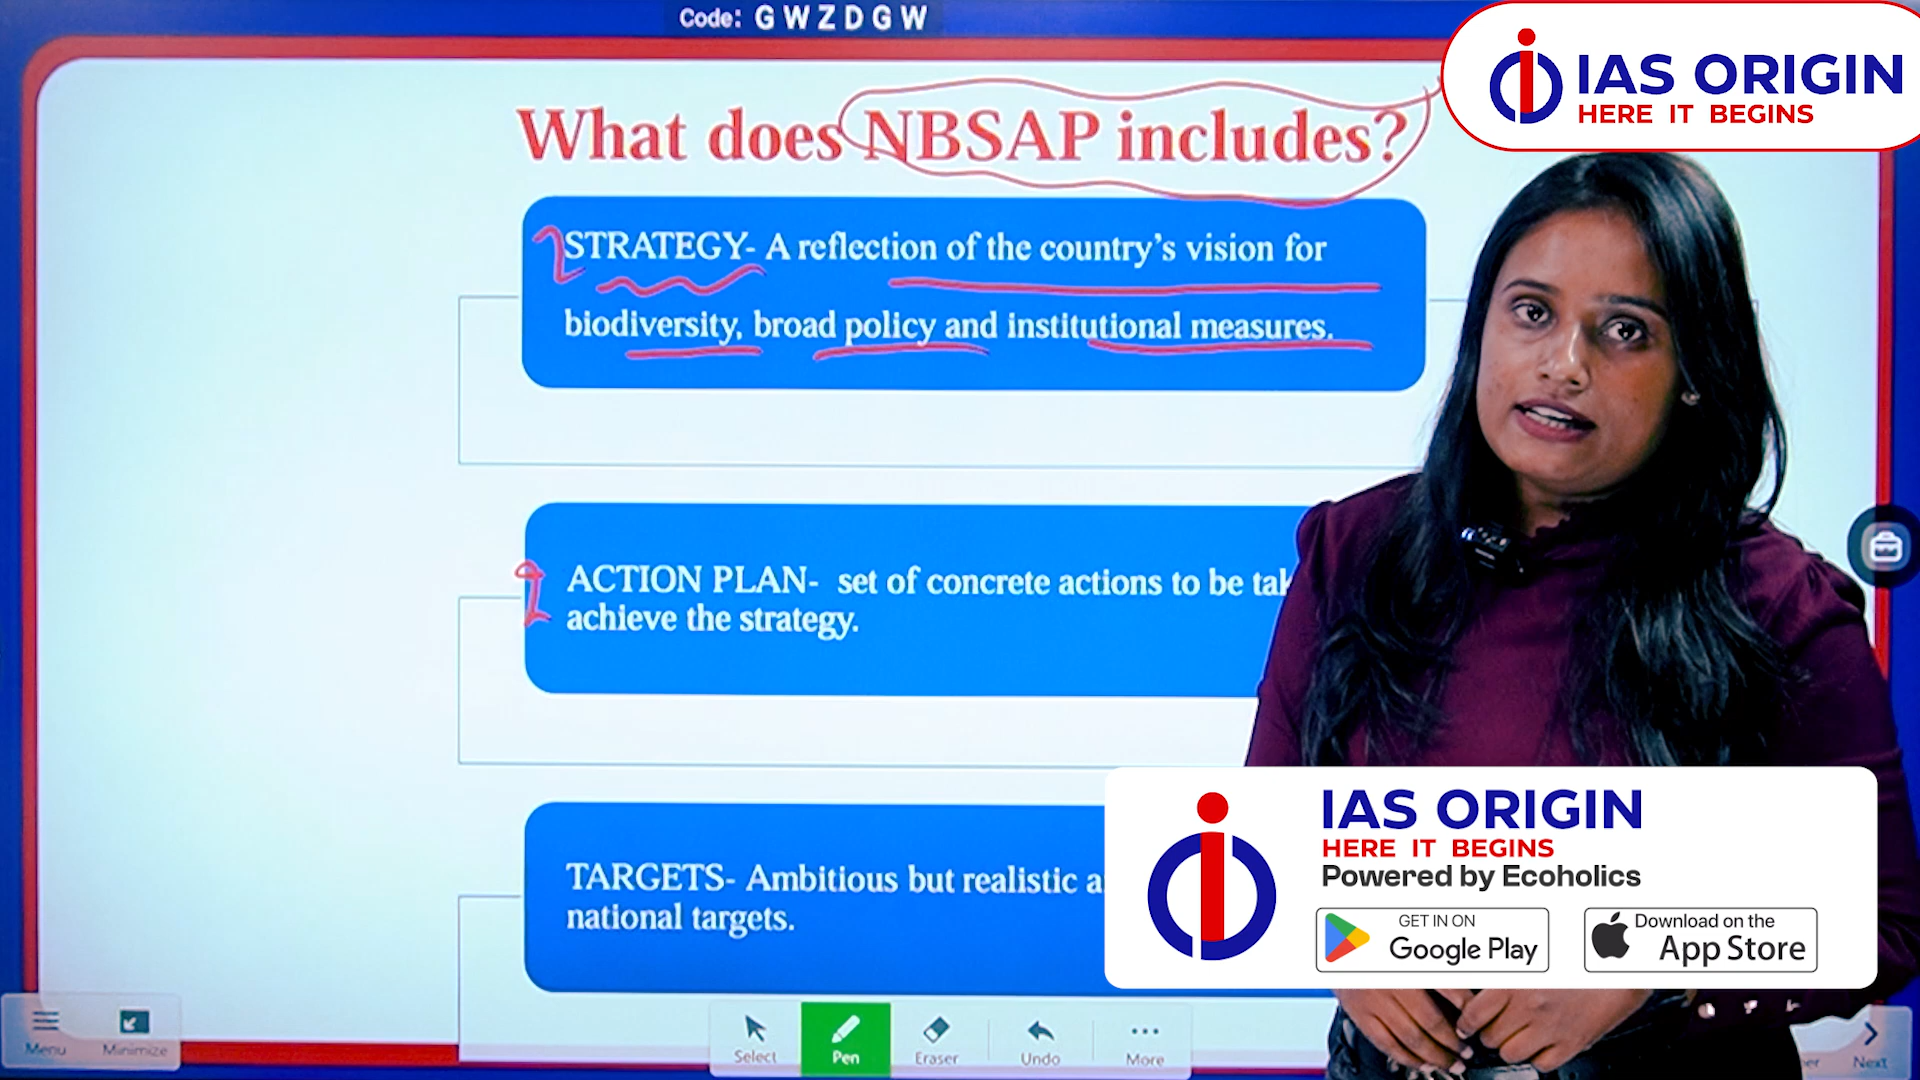 Code: GWZDGW
IAS ORIGIN
HERE IT BEGINS
What does NBSAP includes?
STRATEGY- A reflection of the country's vision for
biodiversity, broad policy and institutional measures.
ACTION PLAN- set of concrete actions to be
achieve the strategy.
TARGETS- Ambitious but realistic
national targets.
IAS ORIGIN
HERE IT BEGINS
Powered by Ecoholics
GET IN ON
Google Play
Download on the
App Store
Menu
Minimize
Select
Pen
Eraser
Undo
More
Next